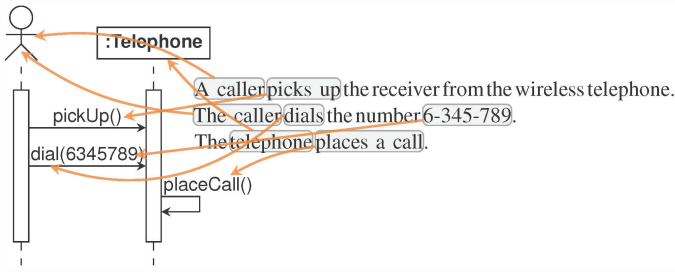 :Telephone
A caller picks up the receiver from the wireless telephone.
pickUp()
The caller dials the number 6-345-789.
The telephone places a call.
dial(6345789)
placeCall()